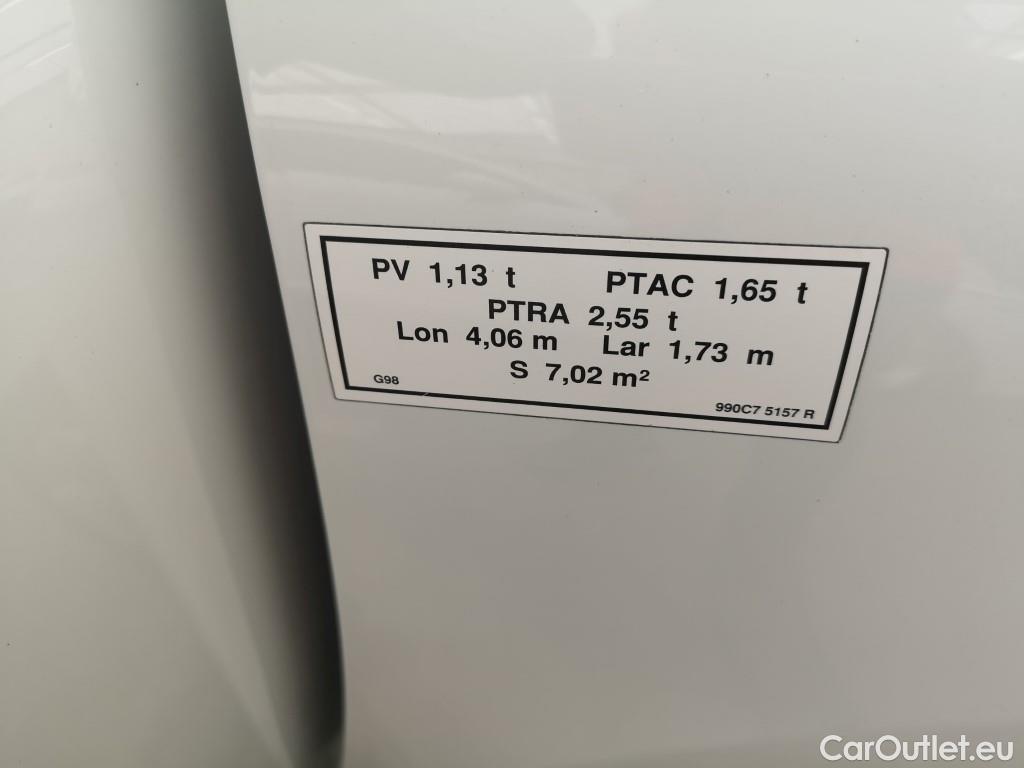 PV 1,13 t PTAC 1,65 t
PTRA 2,55 t
Lon 4,06 m Lar 1,73 m
S 7,02 m²
G98 990C7 5157 R
CarOutlet.eu